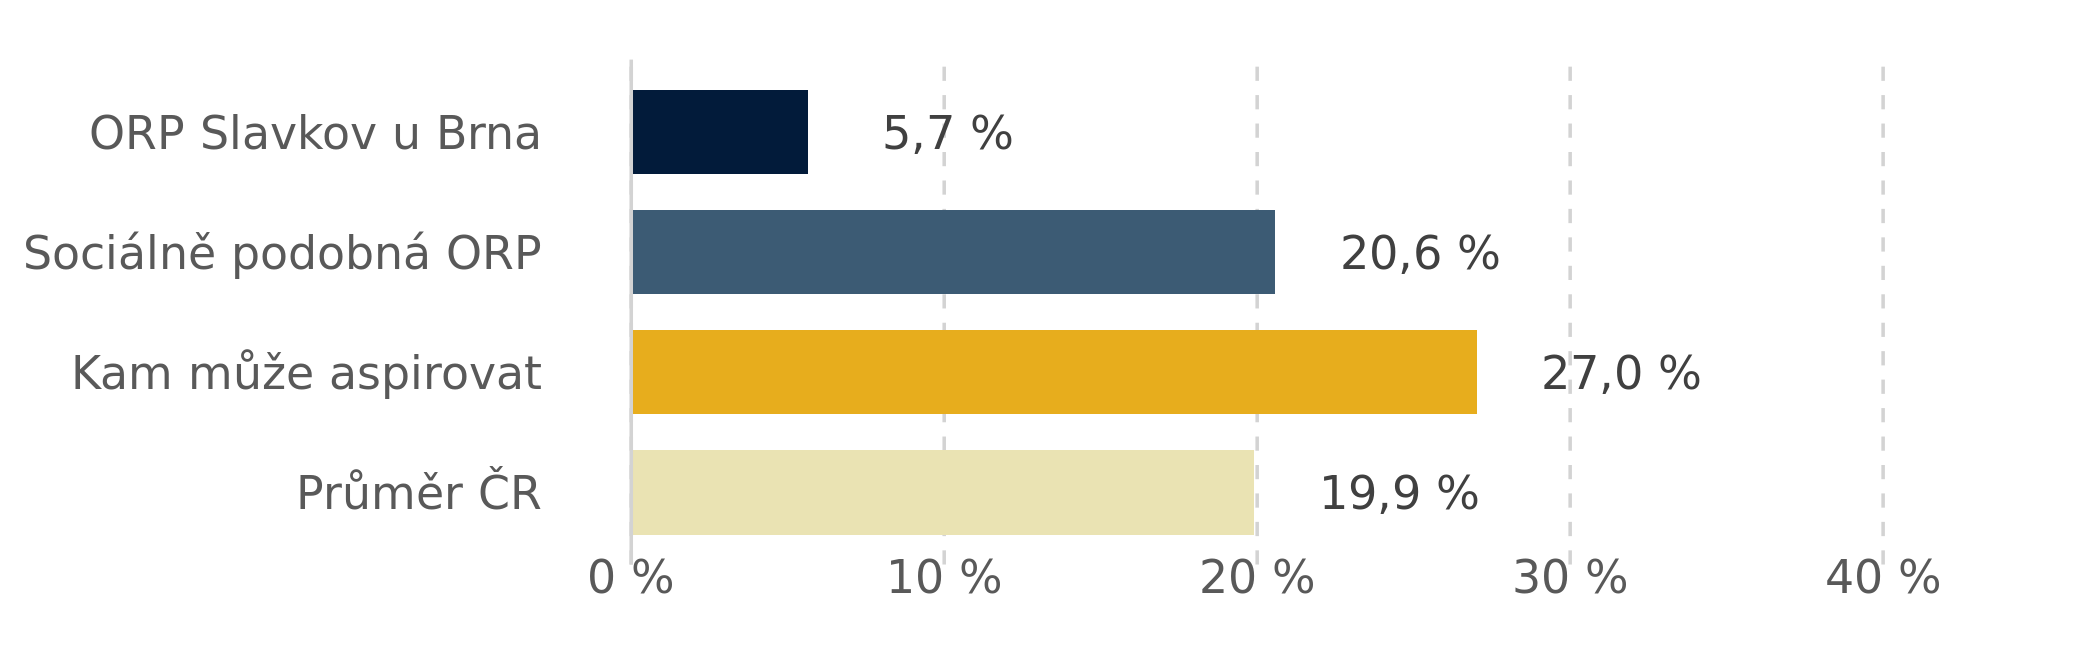 ORP Slavkov u Brna 5,7 %
Sociálně podobná ORP 20,6 %
Kam může aspirovat 27,0 %
Průměr ČR 19,9 %
0 % 10 % 20 % 30 % 40 %